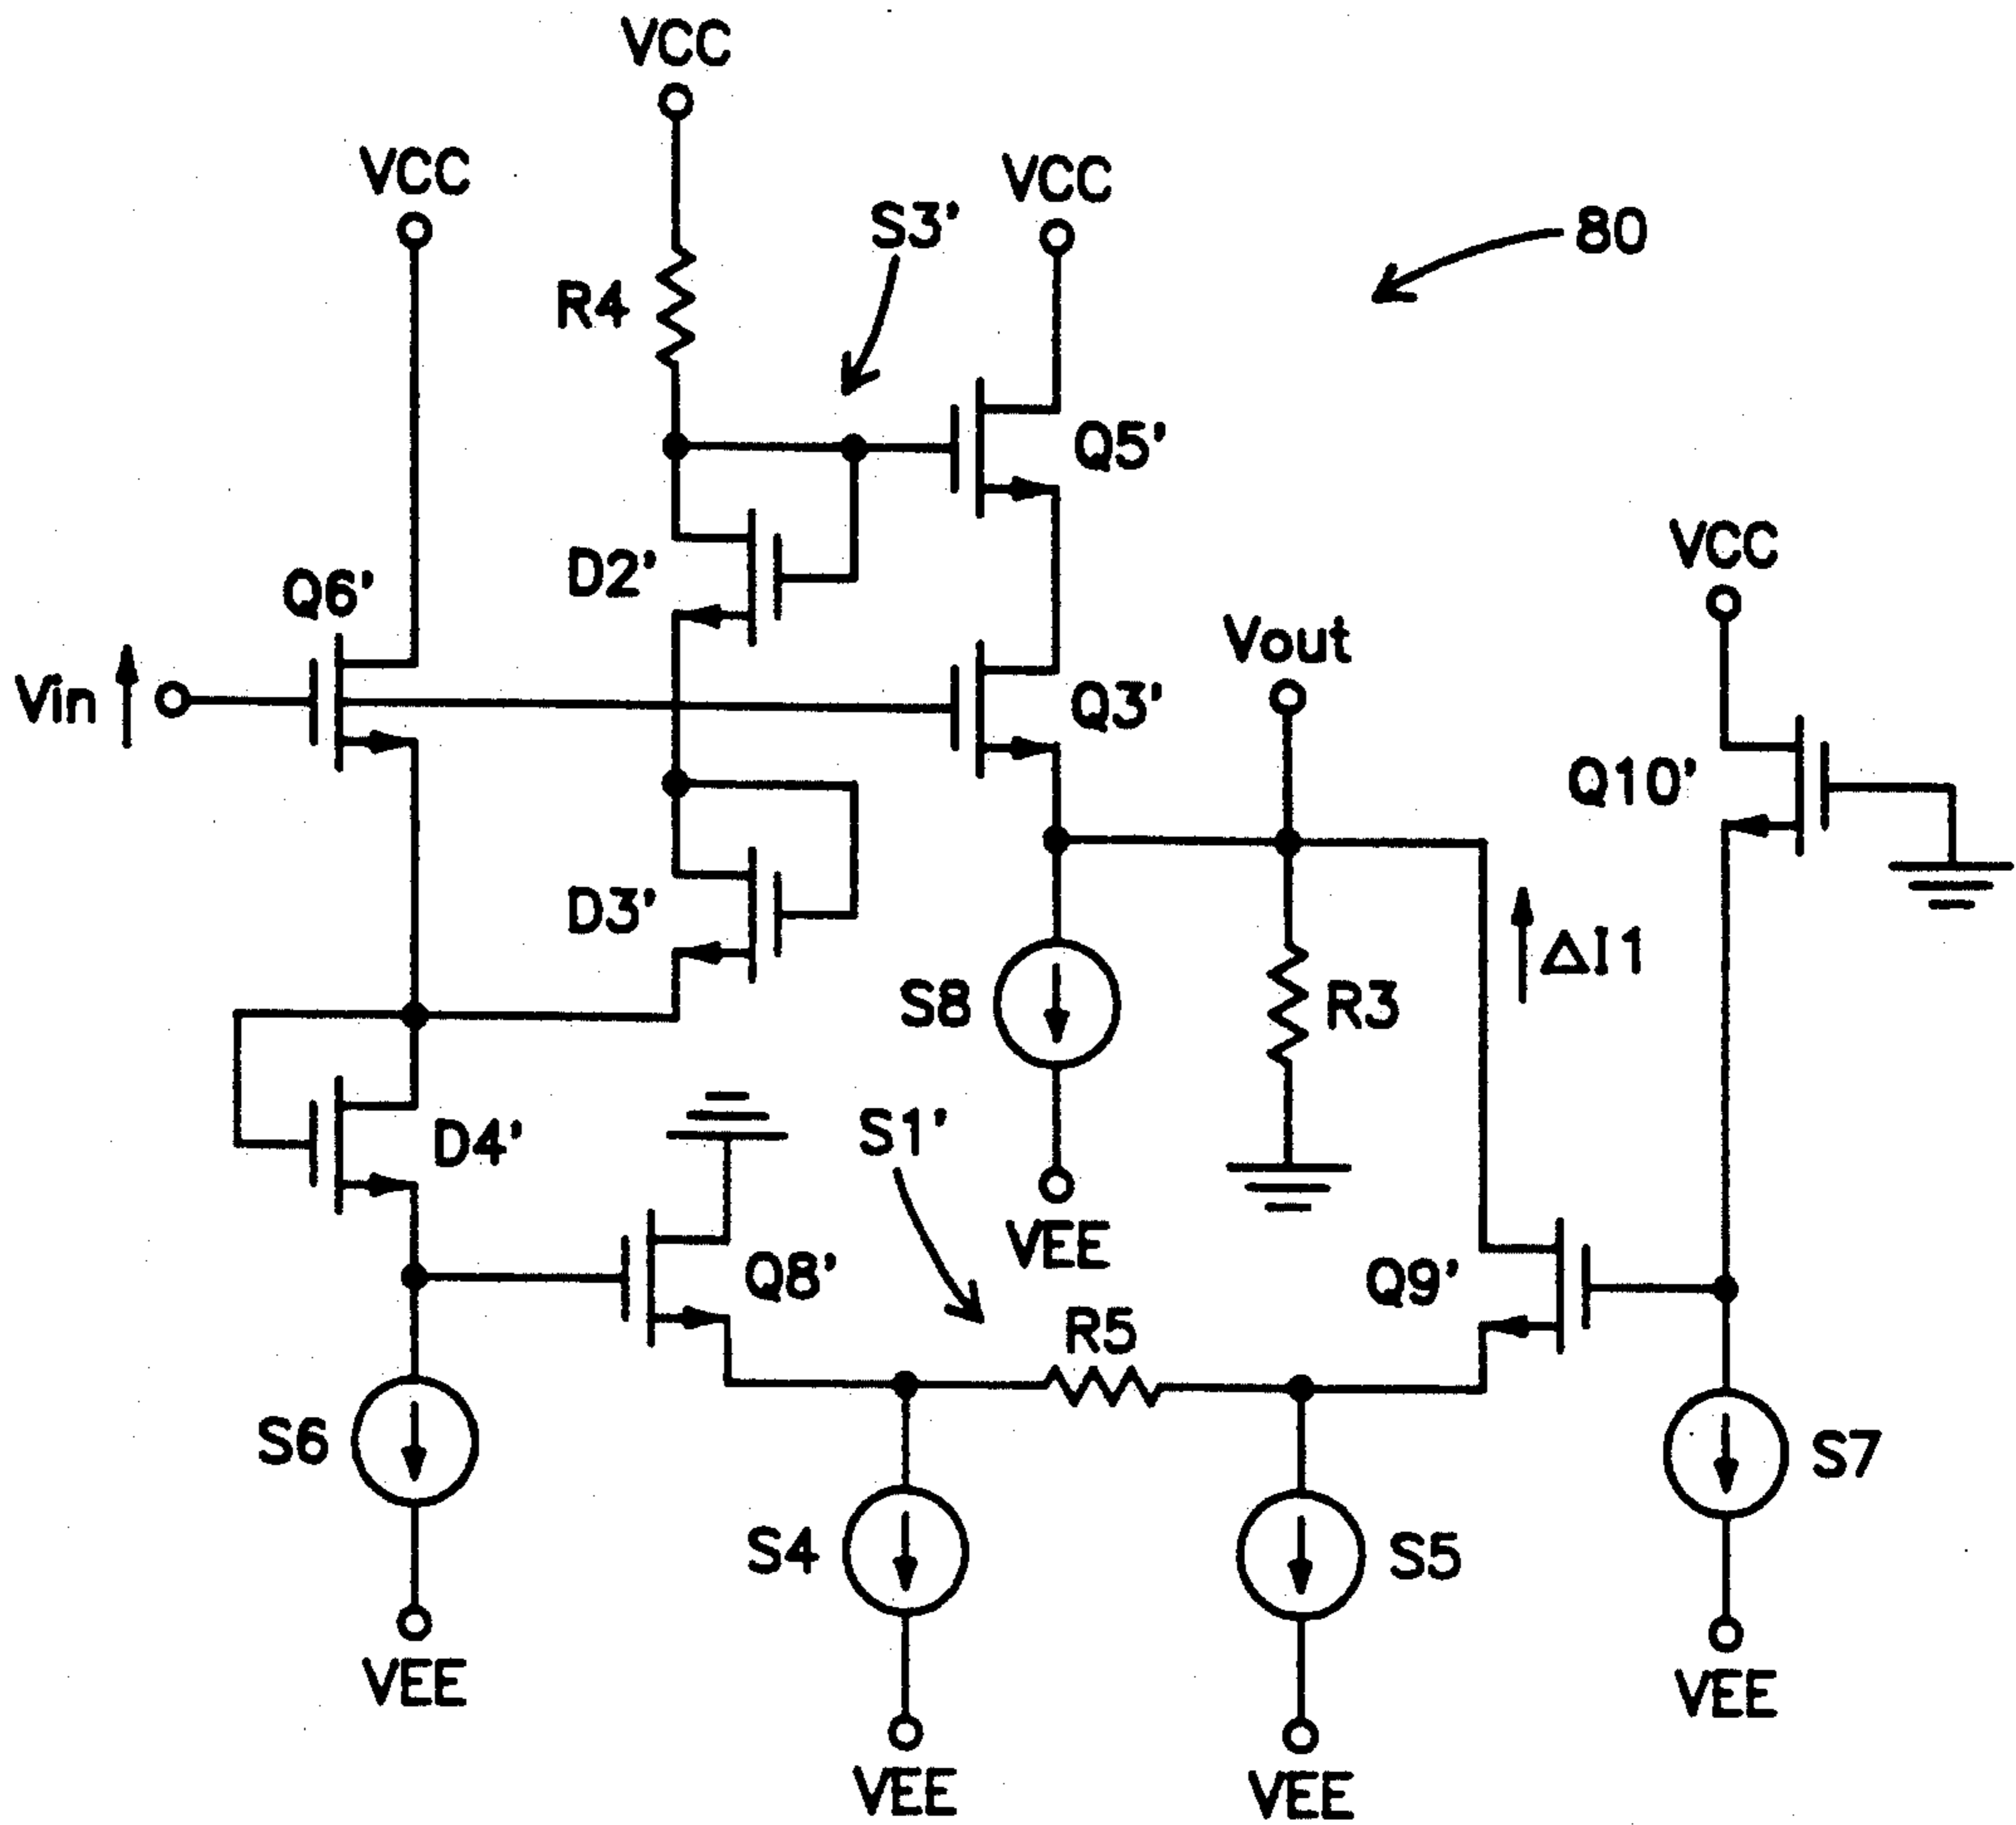 VCC
VCC
VCC
S3'
80
R4
Q5'
VCC
D2'
Q6'
Vout
Vin
Q3'
Q10'
D3'
ΔI1
S8
R3
D4'
S1'
VEE
Q8'
Q9'
R5
S6
S7
S4
S5
VEE
VEE
VEE
VEE